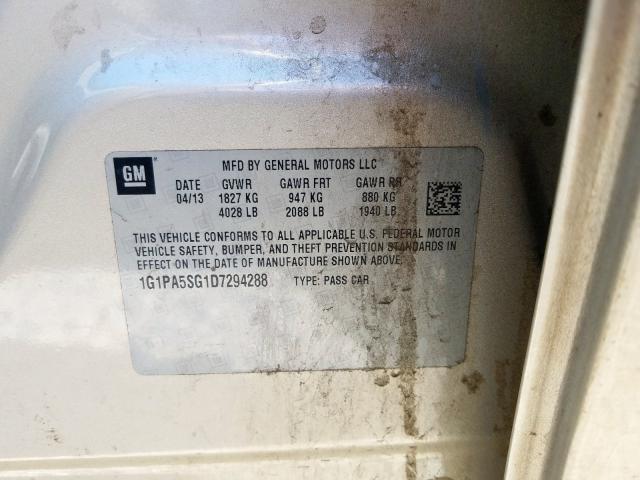 GM
MFD BY GENERAL MOTORS LLC
DATE GVWR GAWR FRT GAWR RR
04/13 1827 KG 947 KG 880 KG
4028 LB 2088 LB 1940 LB
THIS VEHICLE CONFORMS TO ALL APPLICABLE U.S. FEDERAL MOTOR
VEHICLE SAFETY, BUMPER, AND THEFT PREVENTION STANDARDS IN
EFFECT ON THE DATE OF MANUFACTURE SHOWN ABOVE.
1G1PA5SG1D7294288 TYPE: PASS CAR